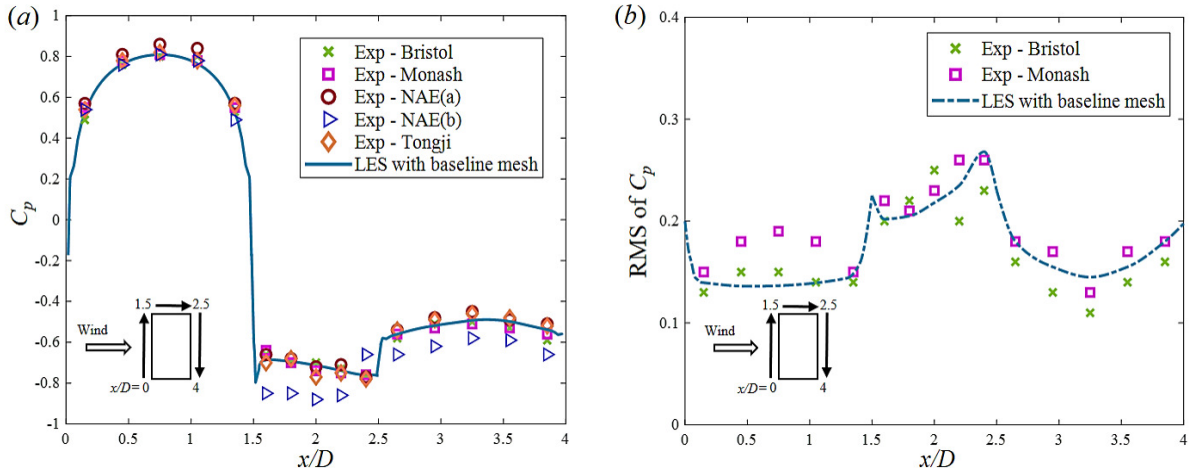 (a)
1
0.8
0.6
0.4
0.2
0
-0.2
-0.4
-0.6
-0.8
-1
C_p
Exp - Bristol
Exp - Monash
Exp - NAE(a)
Exp - NAE(b)
Exp - Tongji
LES with baseline mesh
1.5 2.5
Wind
x/D= 0 4
0 0.5 1 1.5 2 2.5 3 3.5 4
x/D
(b)
0.4
0.3
0.2
0.1
0
RMS of C_p
Exp - Bristol
Exp - Monash
LES with baseline mesh
1.5 2.5
Wind
x/D= 0 4
0 0.5 1 1.5 2 2.5 3 3.5 4
x/D